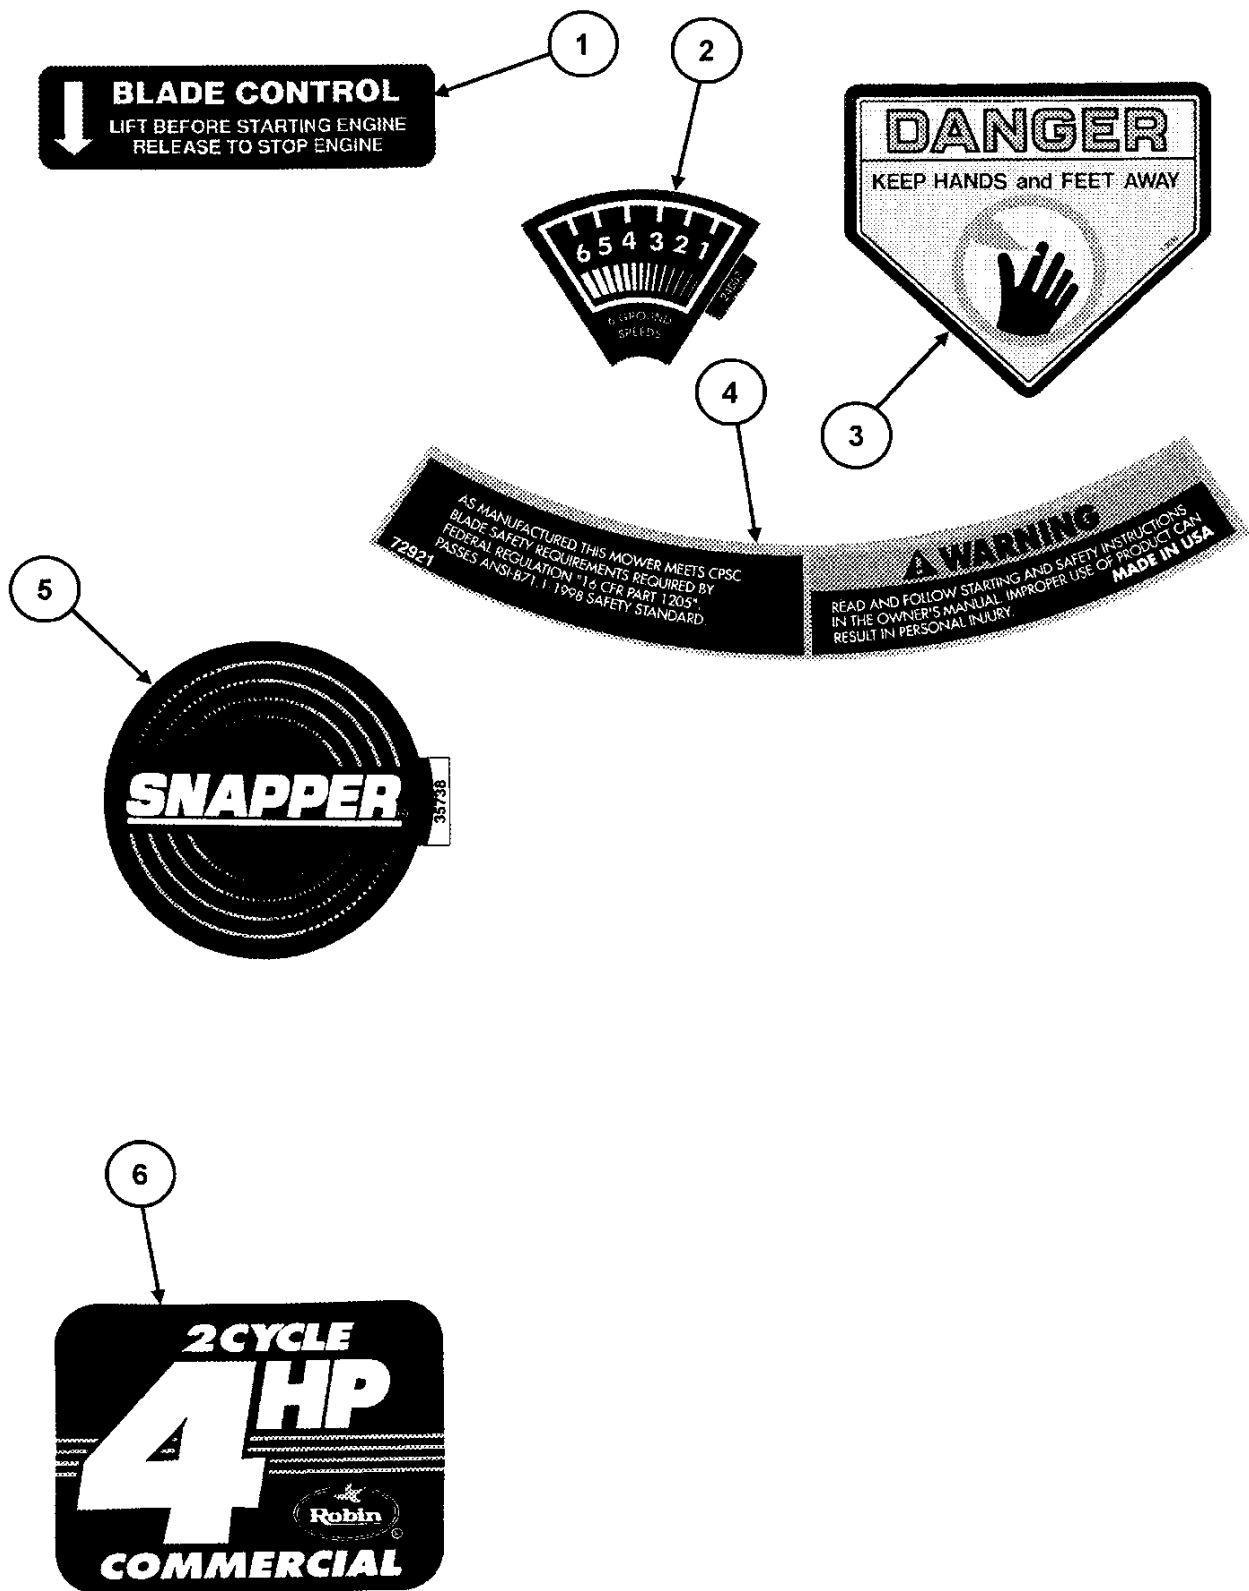 1
2
BLADE CONTROL
LIFT BEFORE STARTING ENGINE
RELEASE TO STOP ENGINE
DANGER
KEEP HANDS and FEET AWAY
6 5 4 3 2 1
6 GROUND
SPEEDS
4
3
AS MANUFACTURED THIS MOWER MEETS CPSC
BLADE SAFETY REQUIREMENTS REQUIRED BY
FEDERAL REGULATION "16 CFR PART 1205".
PASSES ANSI-B71.1-1998 SAFETY STANDARD.
72921
WARNING
READ AND FOLLOW STARTING AND SAFETY INSTRUCTIONS
IN THE OWNER'S MANUAL. IMPROPER USE OF PRODUCT CAN
RESULT IN PERSONAL INJURY.
MADE IN USA
5
SNAPPER
35738
6
2 CYCLE
4 HP
Robin
©
COMMERCIAL